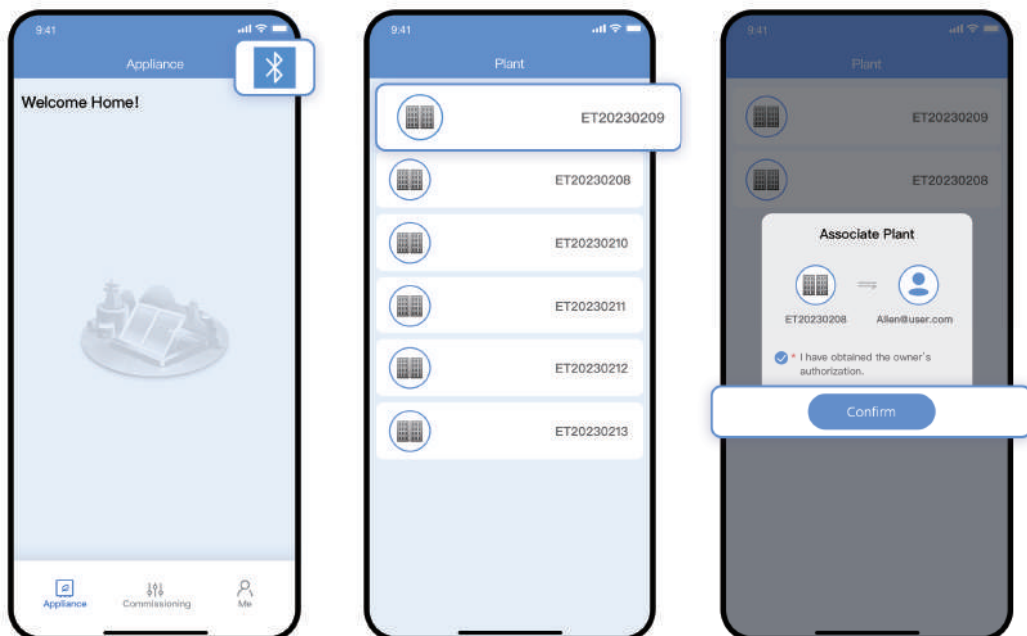 9:41
Appliance
Welcome Home!
Appliance
Commissioning
Me
9:41
Plant
ET20230209
ET20230208
ET20230210
ET20230211
ET20230212
ET20230213
9:41
Plant
ET20230209
ET20230208
Associate Plant
ET20230208
Allen@user.com
* I have obtained the owner's
authorization.
Confirm